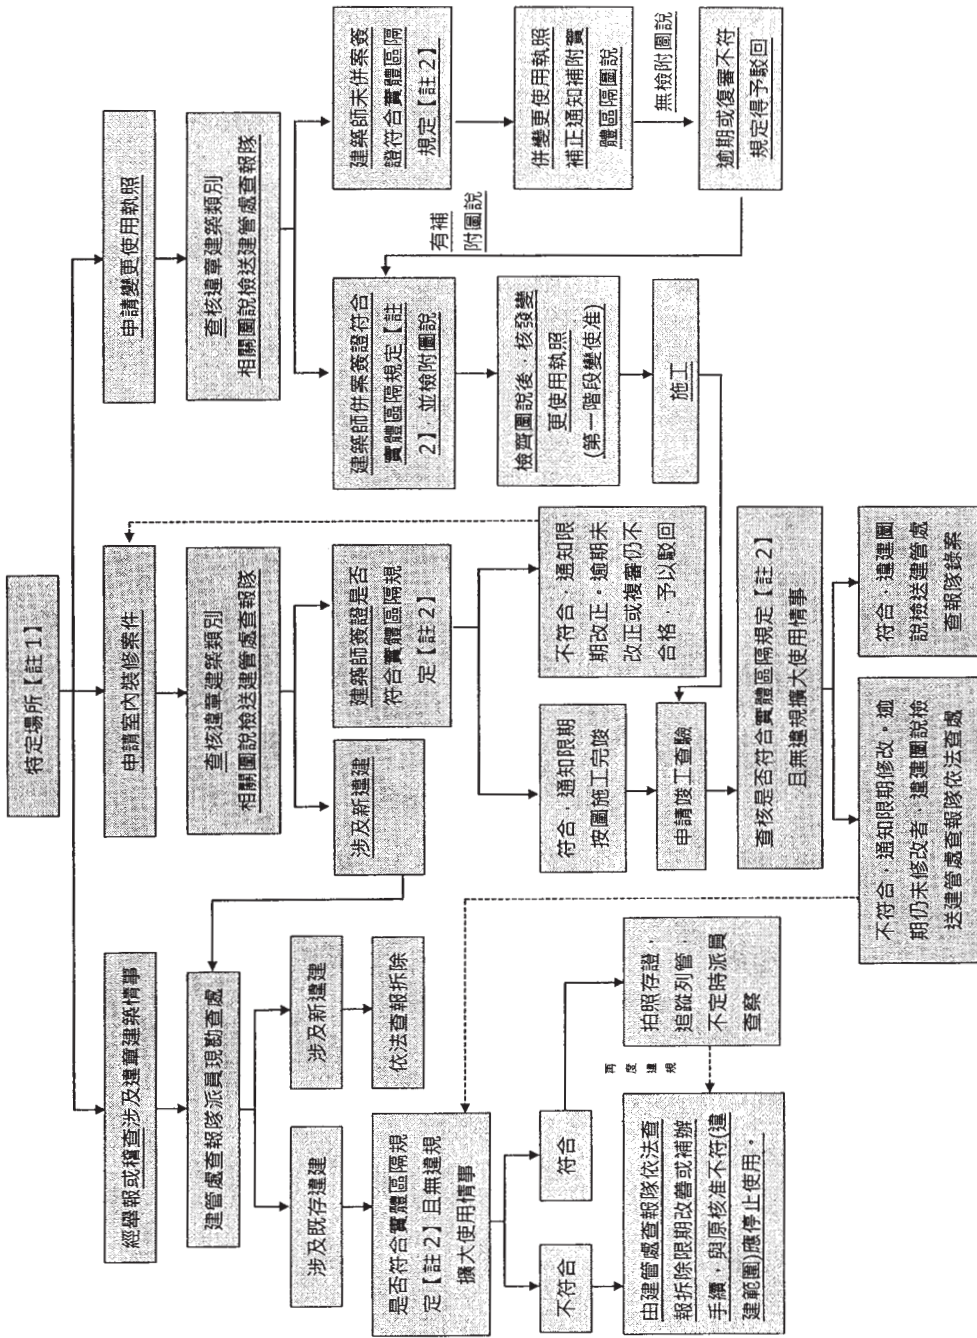 特定場所【註1】
經舉報或稽查涉及違章建築情事
建管處查報隊派員現勘查處
涉及既存違建
涉及新違建
依法查報拆除
是否符合實體區隔規
定【註2】且無違規
擴大使用情事
不符合
符合
由建管處查報隊依法查
報拆除限期改善或補辦
手續，與原核准不符(違
建範圍)應停止使用。
拍照存證，
追蹤列管，
不定時派員
查察
再度違規
申請室內裝修案件
查核違章建築類別
相關圖說檢送建管處查報隊
涉及新違建
建築師簽證是否
符合實體區隔規
定【註2】
符合，通知限期
按圖施工完竣
不符合，通知限
期改正。逾期未
改正或複審仍不
合格，予以駁回
申請竣工查驗
查核是否符合實體區隔規定【註2】
且無違規擴大使用情事
不符合，通知限期修改。逾
期仍未修改者，違建圖說檢
送建管處查報隊依法查處
符合，違建圖
說檢送建管處
查報隊錄案
申請變更使用執照
查核違章建築類別
相關圖說檢送建管處查報隊
建築師併案簽證符合
實體區隔規定【註
2】，並檢附圖說
檢齊圖說後，核發變
更使用執照
(第一階段變使准)
施工
建築師未併案簽
證符合實體區隔
規定【註2】
併變更使用執照
補正通知補附實
體區隔圖說
無檢附圖說
逾期或復審不符
規定得予駁回
有補
附圖說